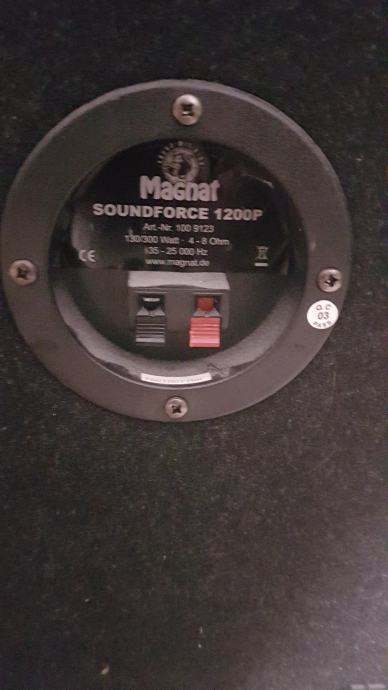 Magnat
SOUNDFORCE 1200P
Art.-Nr. 100 9123
130/300 Watt · 4 - 8 Ohm
35 - 25 000 Hz
www.magnat.de
CE
Q.C
03
PASS